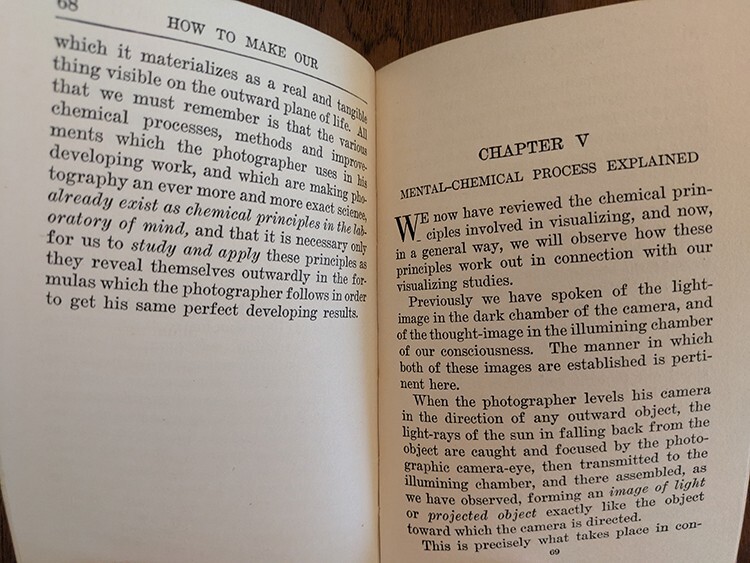 68
HOW TO MAKE OUR
which it materializes as a real and tangible
thing visible on the outward plane of life. All
that we must remember is that the various
chemical processes, methods and improve-
ments which the photographer uses in his
developing work, and which are making pho-
tography an ever more and more exact science,
already exist as chemical principles in the lab-
oratory of mind, and that it is necessary only
for us to study and apply these principles as
they reveal themselves outwardly in the for-
mulas which the photographer follows in order
to get his same perfect developing results.
CHAPTER V
MENTAL-CHEMICAL PROCESS EXPLAINED
WE now have reviewed the chemical prin-
ciples involved in visualizing, and now,
in a general way, we will observe how these
principles work out in connection with our
visualizing studies.
Previously we have spoken of the light-
image in the dark chamber of the camera, and
of the thought-image in the illumining chamber
of our consciousness. The manner in which
both of these images are established is perti-
nent here.
When the photographer levels his camera
in the direction of any outward object, the
light-rays of the sun in falling back from the
object are caught and focused by the photo-
graphic camera-eye, then transmitted to the
illumining chamber, and there assembled, as
we have observed, forming an image of light
or projected object exactly like the object
toward which the camera is directed.
This is precisely what takes place in con-
69